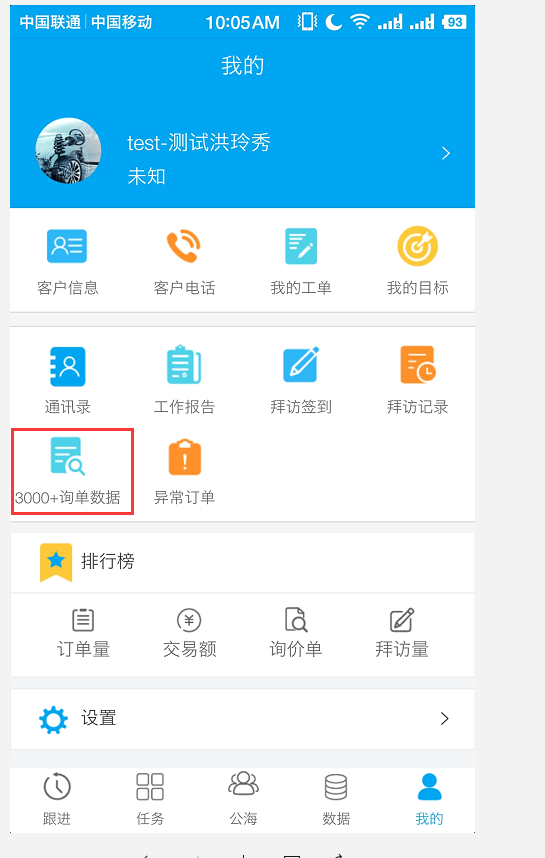 中国联通 | 中国移动 10:05AM 93
我的
test-测试洪玲秀
未知
客户信息 客户电话 我的工单 我的目标
通讯录 工作报告 拜访签到 拜访记录
3000+询单数据 异常订单
排行榜
订单量 交易额 询价单 拜访量
设置
跟进 任务 公海 数据 我的